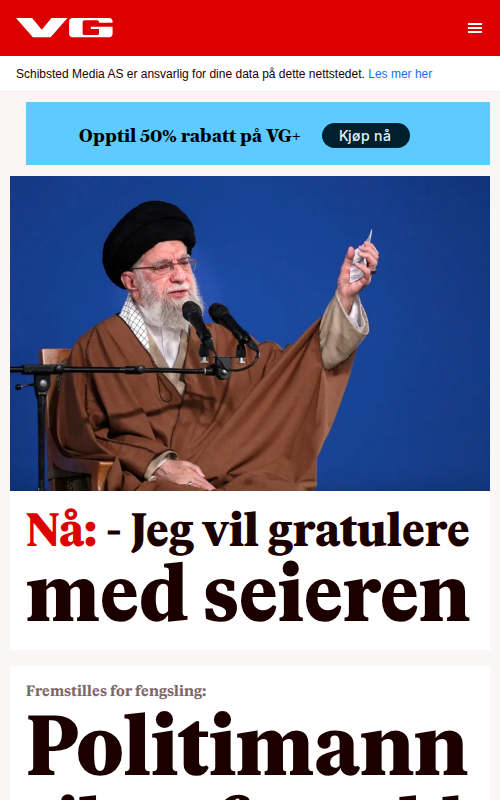 VG
Schibsted Media AS er ansvarlig for dine data på dette nettstedet. Les mer her
Opptil 50% rabatt på VG+ Kjøp nå
Nå: - Jeg vil gratulere
med seieren
Fremstilles for fengsling:
Politimann